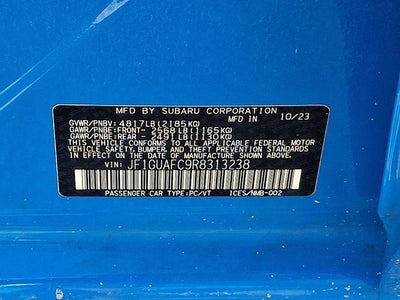 MFD BY SUBARU CORPORATION 10/23
GVWR/PNBV: 4817LB(2185KG)
GAWR/PNBE: FRONT- 2568LB(1165KG)
GAWR/PNBE: REAR - 2491LB(1130KG)
THIS VEHICLE CONFORMS TO ALL APPLICABLE FEDERAL MOTOR
VEHICLE SAFETY, BUMPER, AND THEFT PREVENTION STANDARDS IN
EFFECT ON THE DATE OF MANUFACTURE SHOWN ABOVE.
VIN: JF1GUAFC9R8313238
PASSENGER CAR TYPE:PC/VT ICES/NMB-002